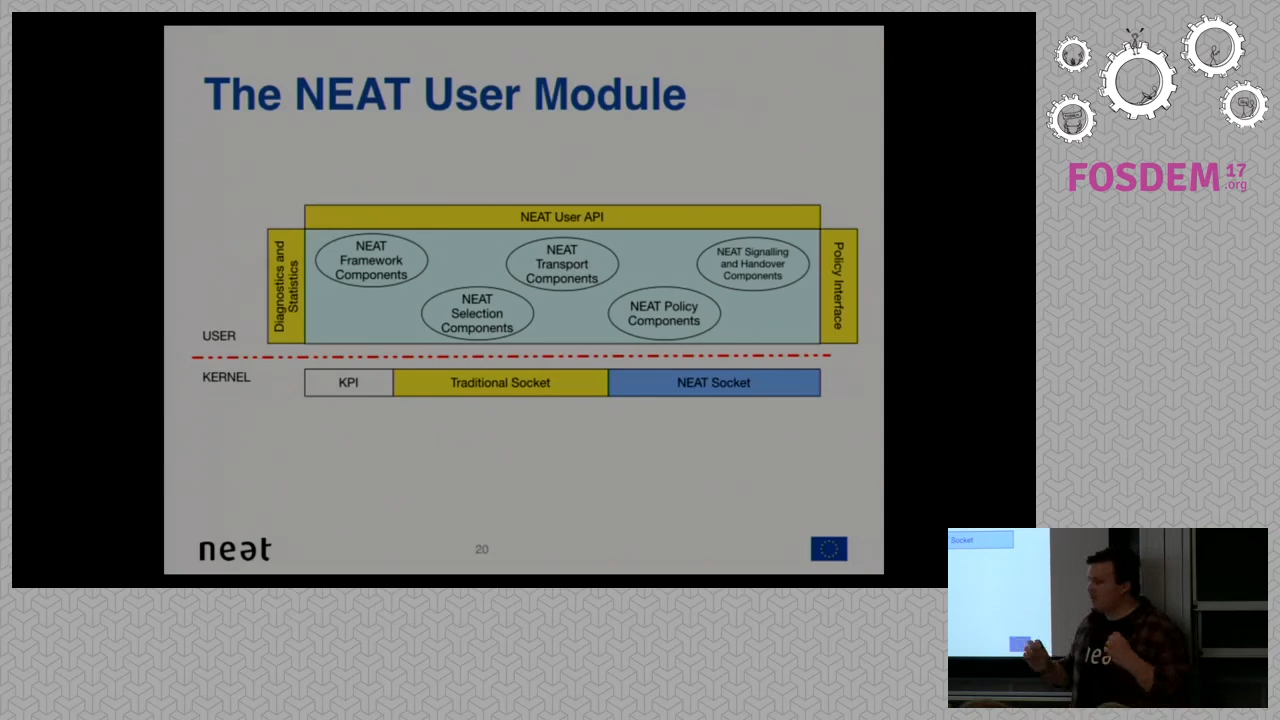 The NEAT User Module
NEAT User API
Diagnostics and
Statistics
NEAT
Framework
Components
NEAT
Transport
Components
NEAT Signalling
and Handover
Components
NEAT
Selection
Components
NEAT Policy
Components
Policy Interface
USER
KERNEL
KPI
Traditional Socket
NEAT Socket
neat
20
FOSDEM 17
.org
Socket